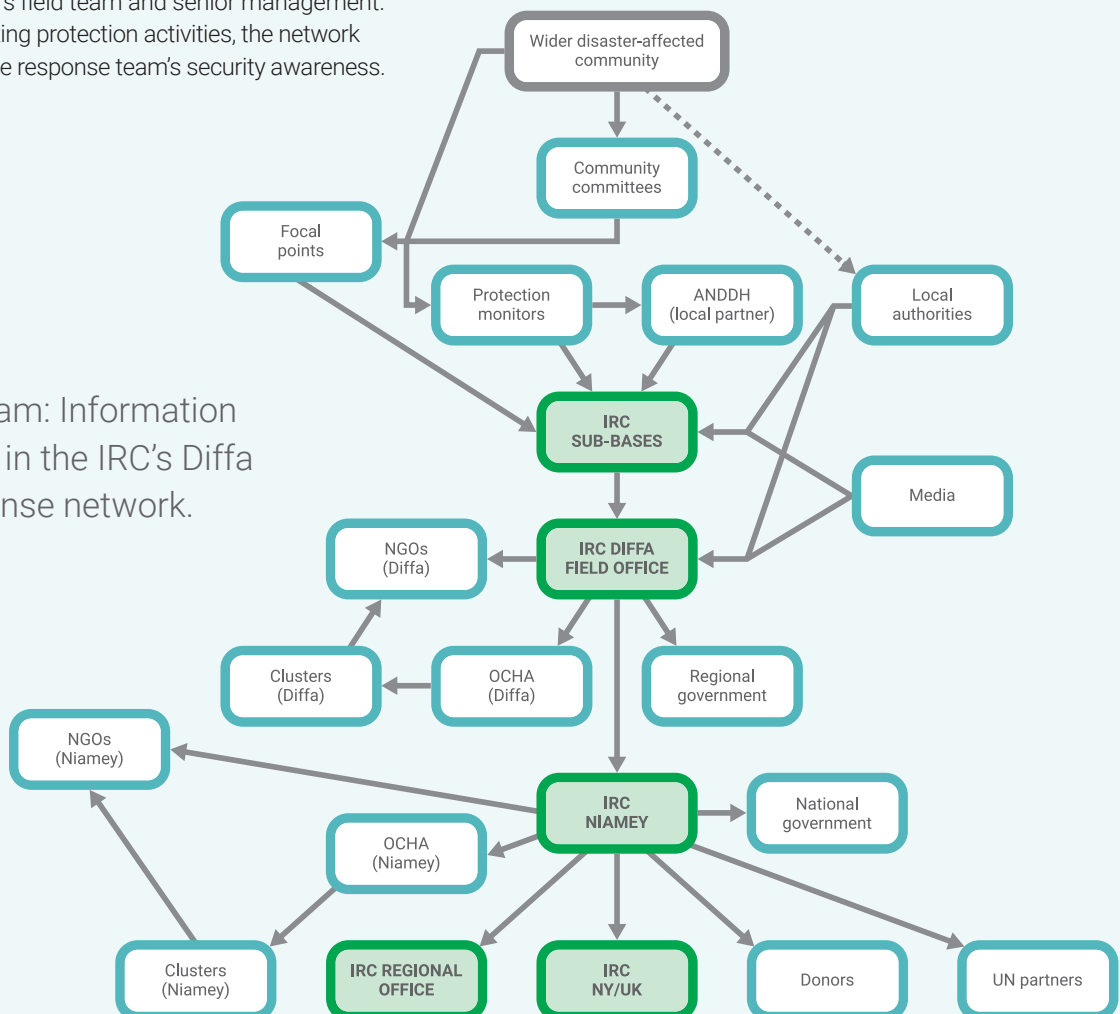 's field team and senior management.
ting protection activities, the network
e response team's security awareness.
Wider disaster-affected
community
Community
committees
Focal
points
Protection
monitors
ANDDH
(local partner)
Local
authorities
am: Information
in the IRC's Diffa
nse network.
IRC
SUB-BASES
Media
NGOs
(Diffa)
IRC DIFFA
FIELD OFFICE
Clusters
(Diffa)
OCHA
(Diffa)
Regional
government
NGOs
(Niamey)
IRC
NIAMEY
National
government
OCHA
(Niamey)
Clusters
(Niamey)
IRC REGIONAL
OFFICE
IRC
NY/UK
Donors
UN partners